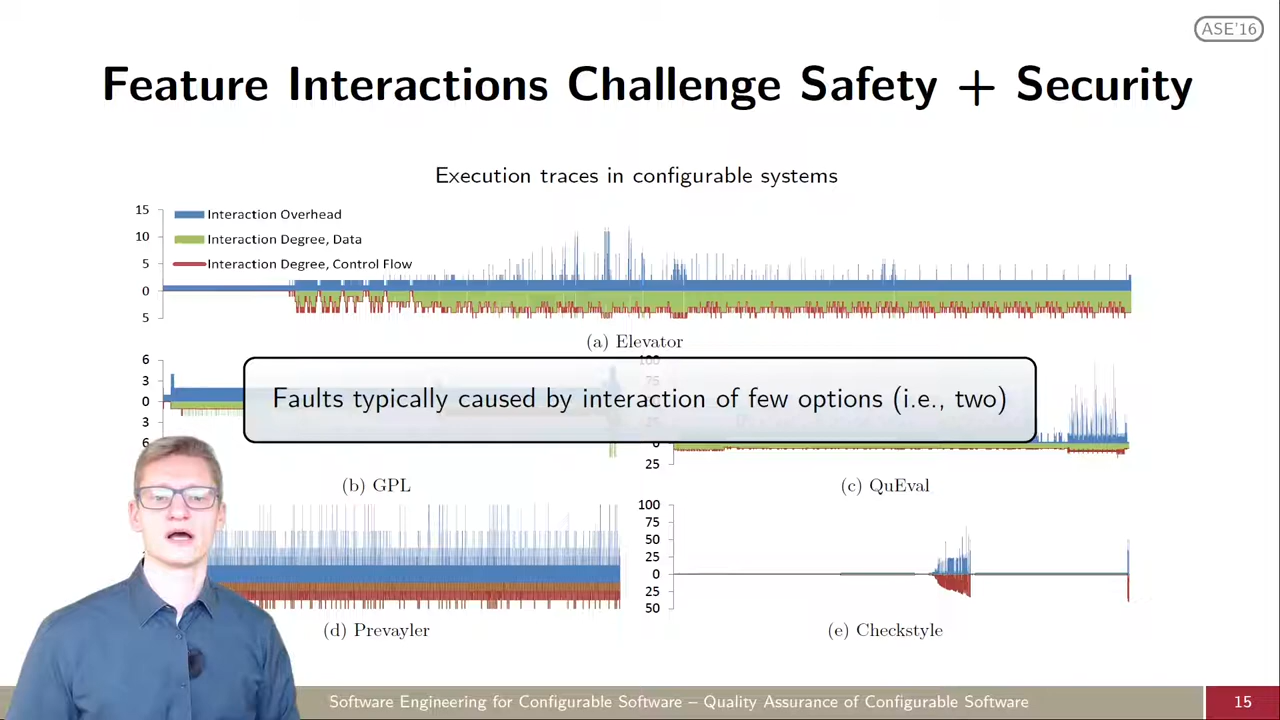 ASE'16
Feature Interactions Challenge Safety + Security
Execution traces in configurable systems
15
10
5
0
5
Interaction Overhead
Interaction Degree, Data
Interaction Degree, Control Flow
(a) Elevator
6
3
0
3
6
100
75
0
25
Faults typically caused by interaction of few options (i.e., two)
(b) GPL
(c) QuEval
100
75
50
25
0
25
50
(d) Prevayler
(e) Checkstyle
Software Engineering for Configurable Software – Quality Assurance of Configurable Software
15